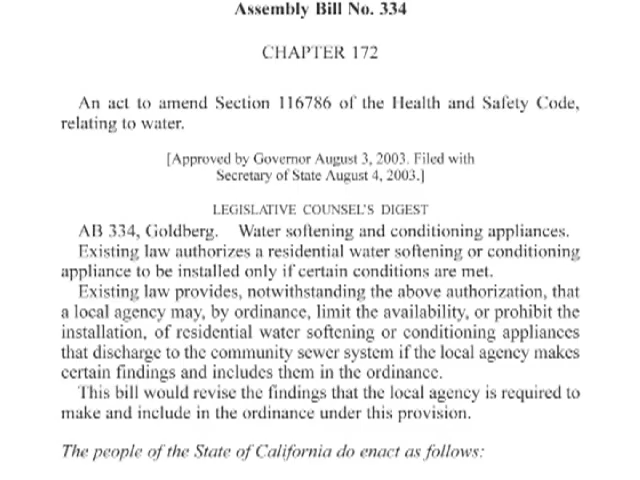 Assembly Bill No. 334
CHAPTER 172
An act to amend Section 116786 of the Health and Safety Code,
relating to water.
[Approved by Governor August 3, 2003. Filed with
Secretary of State August 4, 2003.]
LEGISLATIVE COUNSEL'S DIGEST
AB 334, Goldberg. Water softening and conditioning appliances.
Existing law authorizes a residential water softening or conditioning
appliance to be installed only if certain conditions are met.
Existing law provides, notwithstanding the above authorization, that
a local agency may, by ordinance, limit the availability, or prohibit the
installation, of residential water softening or conditioning appliances
that discharge to the community sewer system if the local agency makes
certain findings and includes them in the ordinance.
This bill would revise the findings that the local agency is required to
make and include in the ordinance under this provision.
The people of the State of California do enact as follows: